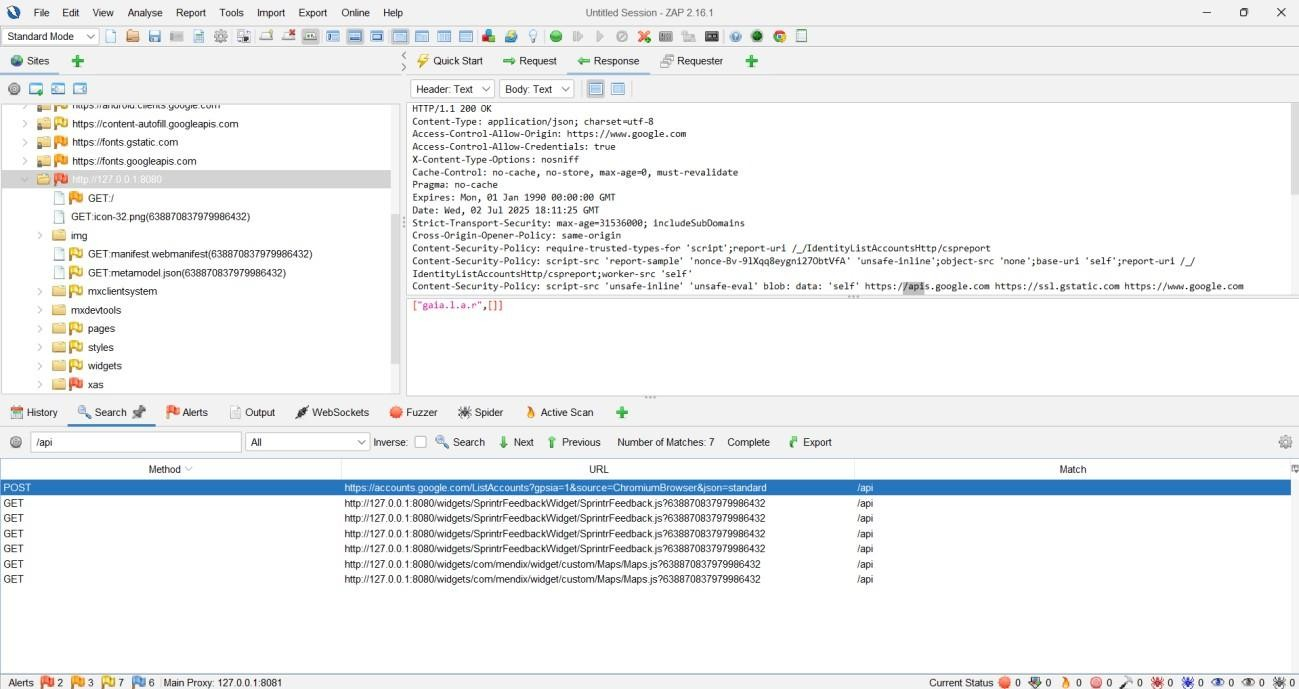 Untitled Session - ZAP 2.16.1
File Edit View Analyse Report Tools Import Export Online Help
Standard Mode
Sites
Quick Start Request Response Requester
Header: Text Body: Text
https://android.clients.google.com
https://content-autofill.googleapis.com
https://fonts.gstatic.com
https://fonts.googleapis.com
http://127.0.0.1:8080
GET:/
GET:icon-32.png(638870837979986432)
img
GET:manifest.webmanifest(638870837979986432)
GET:metamodel.json(638870837979986432)
mxclientsystem
mxdevtools
pages
styles
widgets
xas
HTTP/1.1 200 OK
Content-Type: application/json; charset=utf-8
Access-Control-Allow-Origin: https://www.google.com
Access-Control-Allow-Credentials: true
X-Content-Type-Options: nosniff
Cache-Control: no-cache, no-store, max-age=0, must-revalidate
Pragma: no-cache
Expires: Mon, 01 Jan 1990 00:00:00 GMT
Date: Wed, 02 Jul 2025 18:11:25 GMT
Strict-Transport-Security: max-age=31536000; includeSubDomains
Cross-Origin-Opener-Policy: same-origin
Content-Security-Policy: require-trusted-types-for 'script';report-uri /_/IdentityListAccountsHttp/cspreport
Content-Security-Policy: script-src 'report-sample' 'nonce-Bv-9lXqq8eygni27ObtVfA' 'unsafe-inline';object-src 'none';base-uri 'self';report-uri /_/
IdentityListAccountsHttp/cspreport;worker-src 'self'
Content-Security-Policy: script-src 'unsafe-inline' 'unsafe-eval' blob: data: 'self' https://apis.google.com https://ssl.gstatic.com https://www.google.com
["gaia.l.a.r",[]]
History Search Alerts Output WebSockets Fuzzer Spider Active Scan
/api All Inverse: Search Next Previous Number of Matches: 7 Complete Export
Method URL Match
POST https://accounts.google.com/ListAccounts?gpsia=1&source=ChromiumBrowser&json=standard /api
GET http://127.0.0.1:8080/widgets/SprintrFeedbackWidget/SprintrFeedback.js?638870837979986432 /api
GET http://127.0.0.1:8080/widgets/SprintrFeedbackWidget/SprintrFeedback.js?638870837979986432 /api
GET http://127.0.0.1:8080/widgets/SprintrFeedbackWidget/SprintrFeedback.js?638870837979986432 /api
GET http://127.0.0.1:8080/widgets/SprintrFeedbackWidget/SprintrFeedback.js?638870837979986432 /api
GET http://127.0.0.1:8080/widgets/com/mendix/widget/custom/Maps/Maps.js?638870837979986432 /api
GET http://127.0.0.1:8080/widgets/com/mendix/widget/custom/Maps/Maps.js?638870837979986432 /api
Alerts 2 3 7 6 Main Proxy: 127.0.0.1:8081 Current Status 0 0 0 0 0 0 0 0 0 0